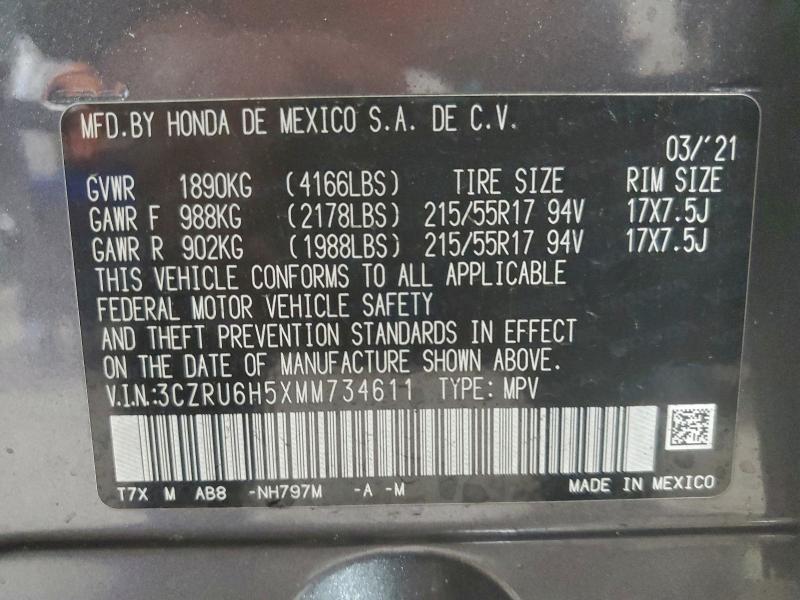 MFD.BY HONDA DE MEXICO S.A. DE C.V.
03/'21
GVWR 1890KG (4166LBS) TIRE SIZE RIM SIZE
GAWR F 988KG (2178LBS) 215/55R17 94V 17X7.5J
GAWR R 902KG (1988LBS) 215/55R17 94V 17X7.5J
THIS VEHICLE CONFORMS TO ALL APPLICABLE
FEDERAL MOTOR VEHICLE SAFETY
AND THEFT PREVENTION STANDARDS IN EFFECT
ON THE DATE OF MANUFACTURE SHOWN ABOVE.
V.I.N.:3CZRU6H5XMM734611 TYPE: MPV
T7X M AB8 -NH797M -A -M MADE IN MEXICO